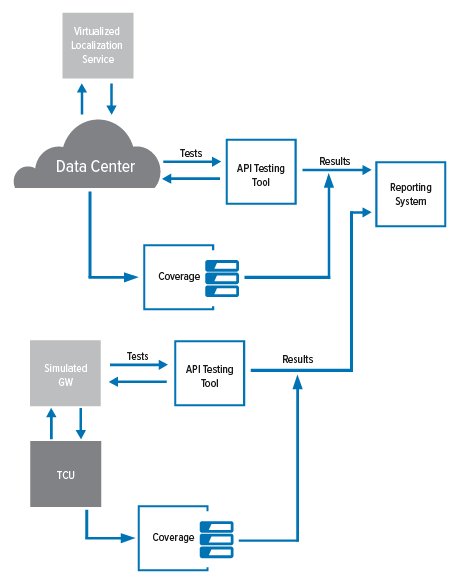 Virtualized
Localization
Service
Data Center
Tests
API Testing
Tool
Results
Reporting
System
Coverage
Simulated
GW
Tests
API Testing
Tool
Results
TCU
Coverage